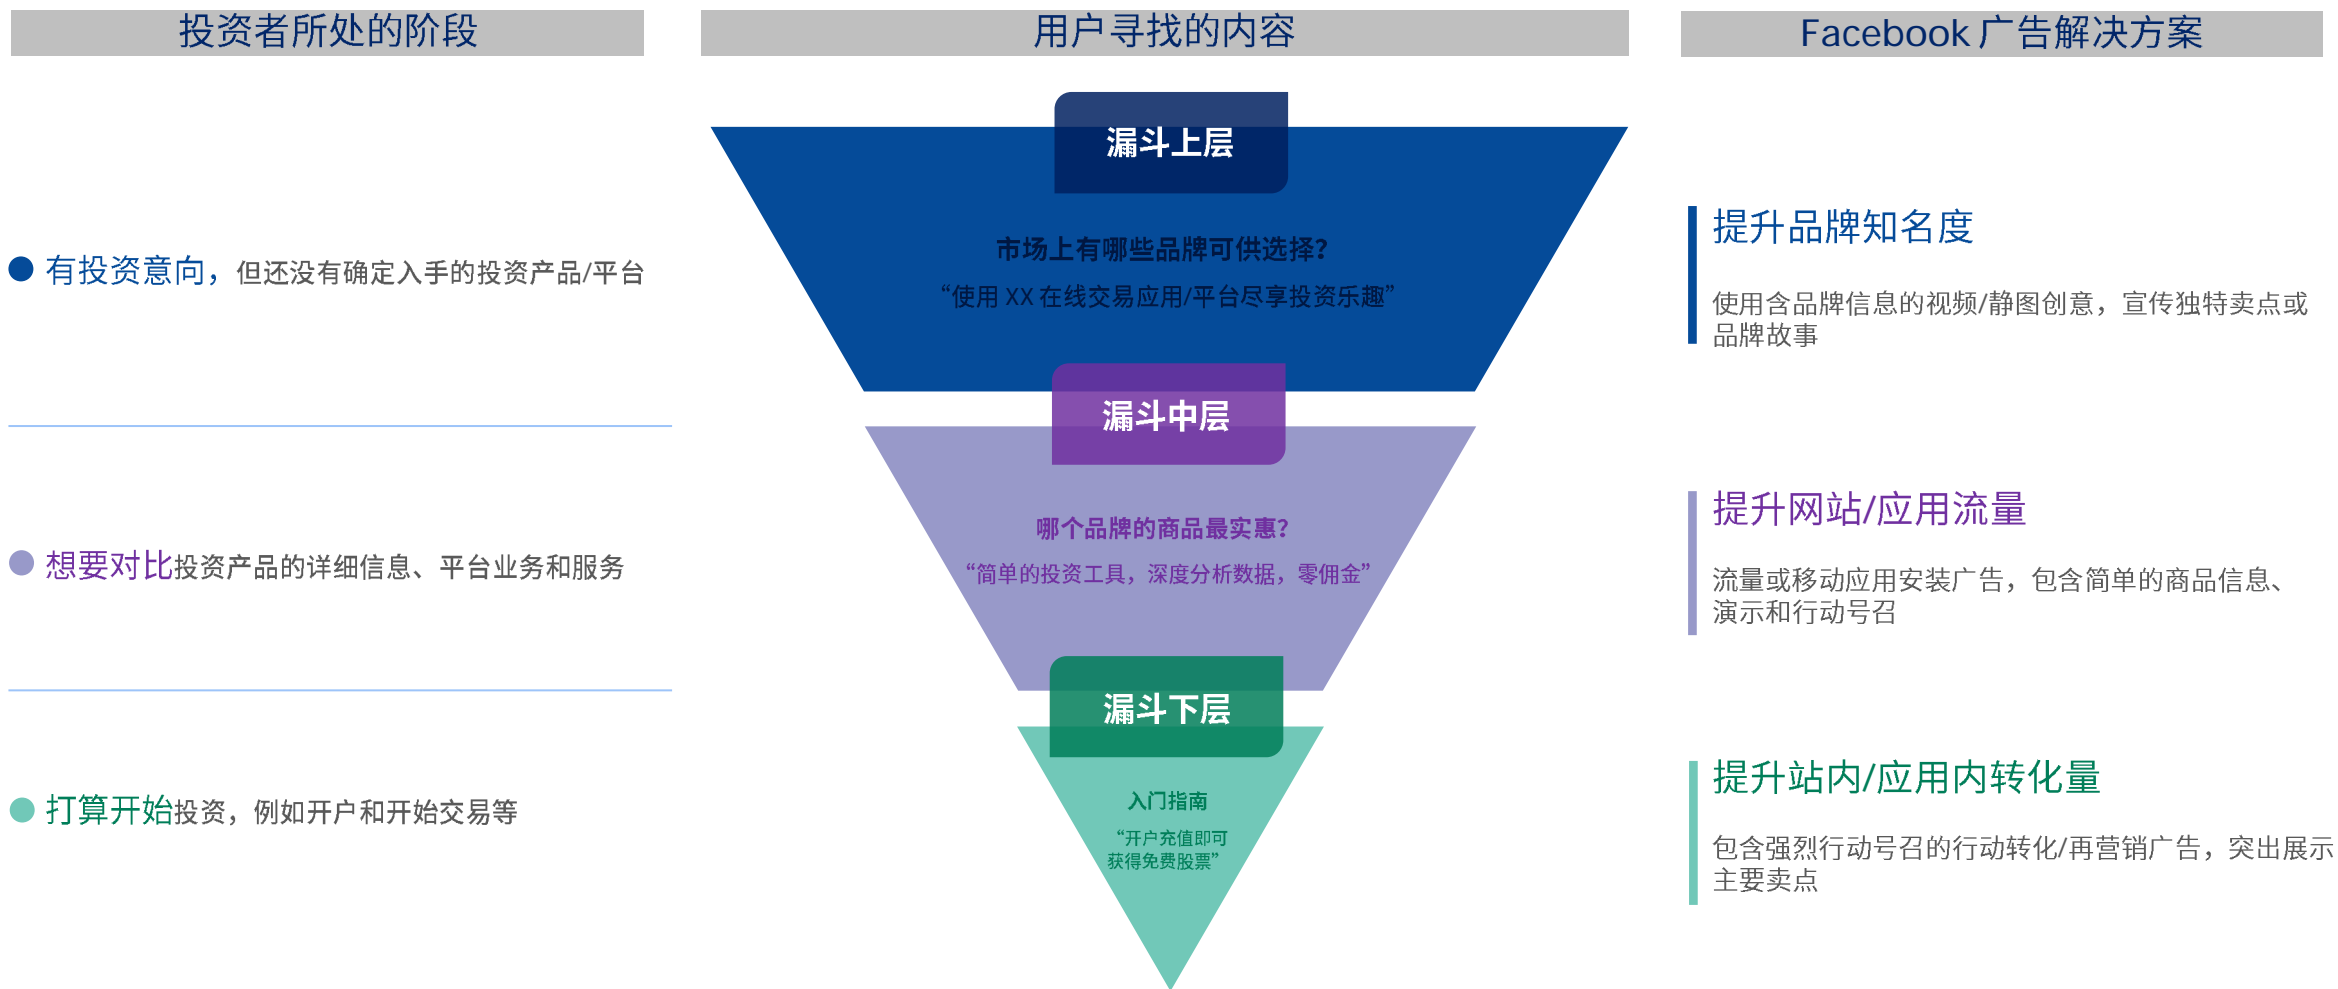 投资者所处的阶段
用户寻找的内容
Facebook 广告解决方案
漏斗上层
有投资意向，但还没有确定入手的投资产品/平台
市场上有哪些品牌可供选择？
“使用 XX 在线交易应用/平台尽享投资乐趣”
提升品牌知名度
使用含品牌信息的视频/静图创意，宣传独特卖点或
品牌故事
漏斗中层
想要对比投资产品的详细信息、平台业务和服务
哪个品牌的商品最实惠？
“简单的投资工具，深度分析数据，零佣金”
提升网站/应用流量
流量或移动应用安装广告，包含简单的商品信息、
演示和行动号召
漏斗下层
打算开始投资，例如开户和开始交易等
入门指南
“开户充值即可
获得免费股票”
提升站内/应用内转化量
包含强烈行动号召的行动转化/再营销广告，突出展示
主要卖点